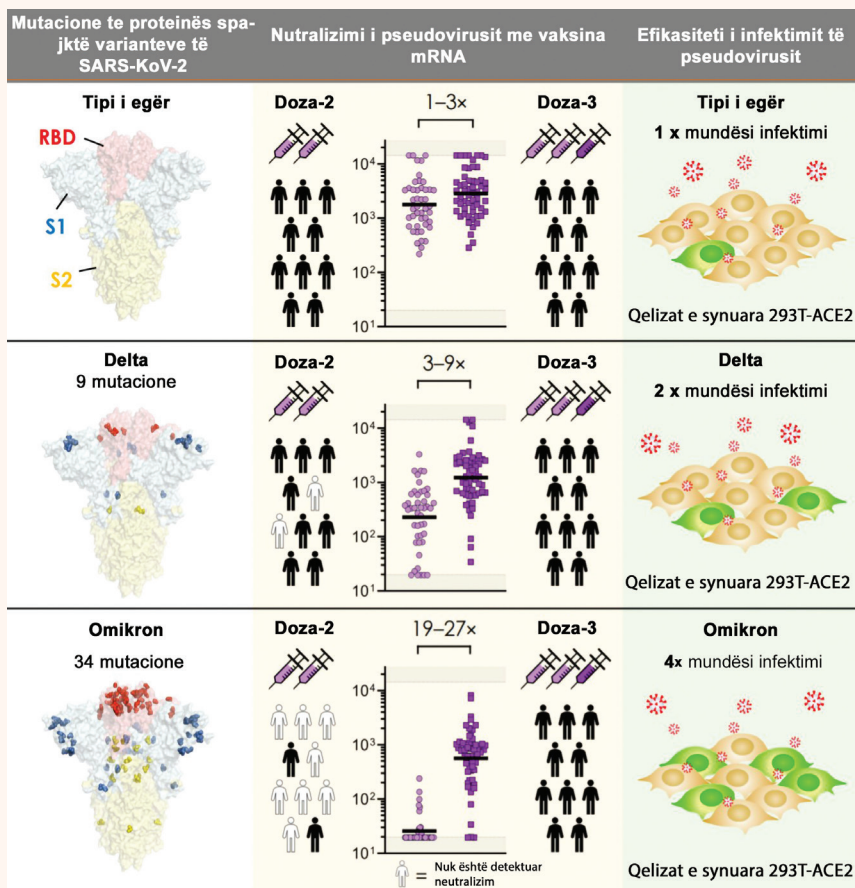 Mutacione te proteinës spa-
jktë varianteve të
SARS-KoV-2
Nutralizimi i pseudovirusit me vaksina
mRNA
Efikasiteti i infektimit të
pseudovirusit
Tipi i egër
RBD
S1
S2
Doza-2
1–3×
Doza-3
10⁴
10³
10²
10¹
Tipi i egër
1 x mundësi infektimi
Qelizat e synuara 293T-ACE2
Delta
9 mutacione
Doza-2
3–9×
Doza-3
10⁴
10³
10²
10¹
Delta
2 x mundësi infektimi
Qelizat e synuara 293T-ACE2
Omikron
34 mutacione
Doza-2
19–27×
Doza-3
10⁴
10³
10²
10¹
= Nuk është detektuar
neutralizim
Omikron
4x mundësi infektimi
Qelizat e synuara 293T-ACE2